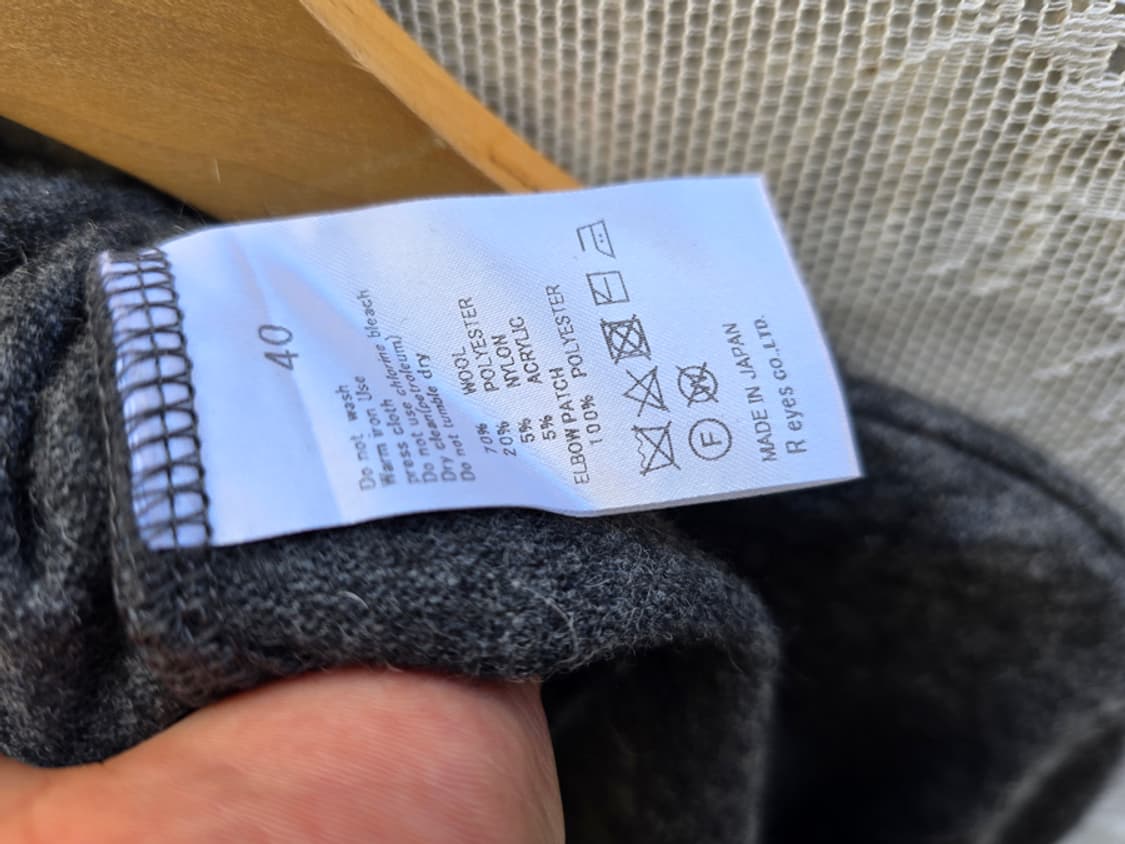 40
Do not wash
Warm iron Use
press cloth chlorine bleach
Do not use
Dry clean(petroleum)
Do not tumble dry
70% WOOL
20% POLYESTER
5% NYLON
5% ACRYLIC
ELBOW PATCH
100% POLYESTER
F
MADE IN JAPAN
R eyes CO.,LTD.